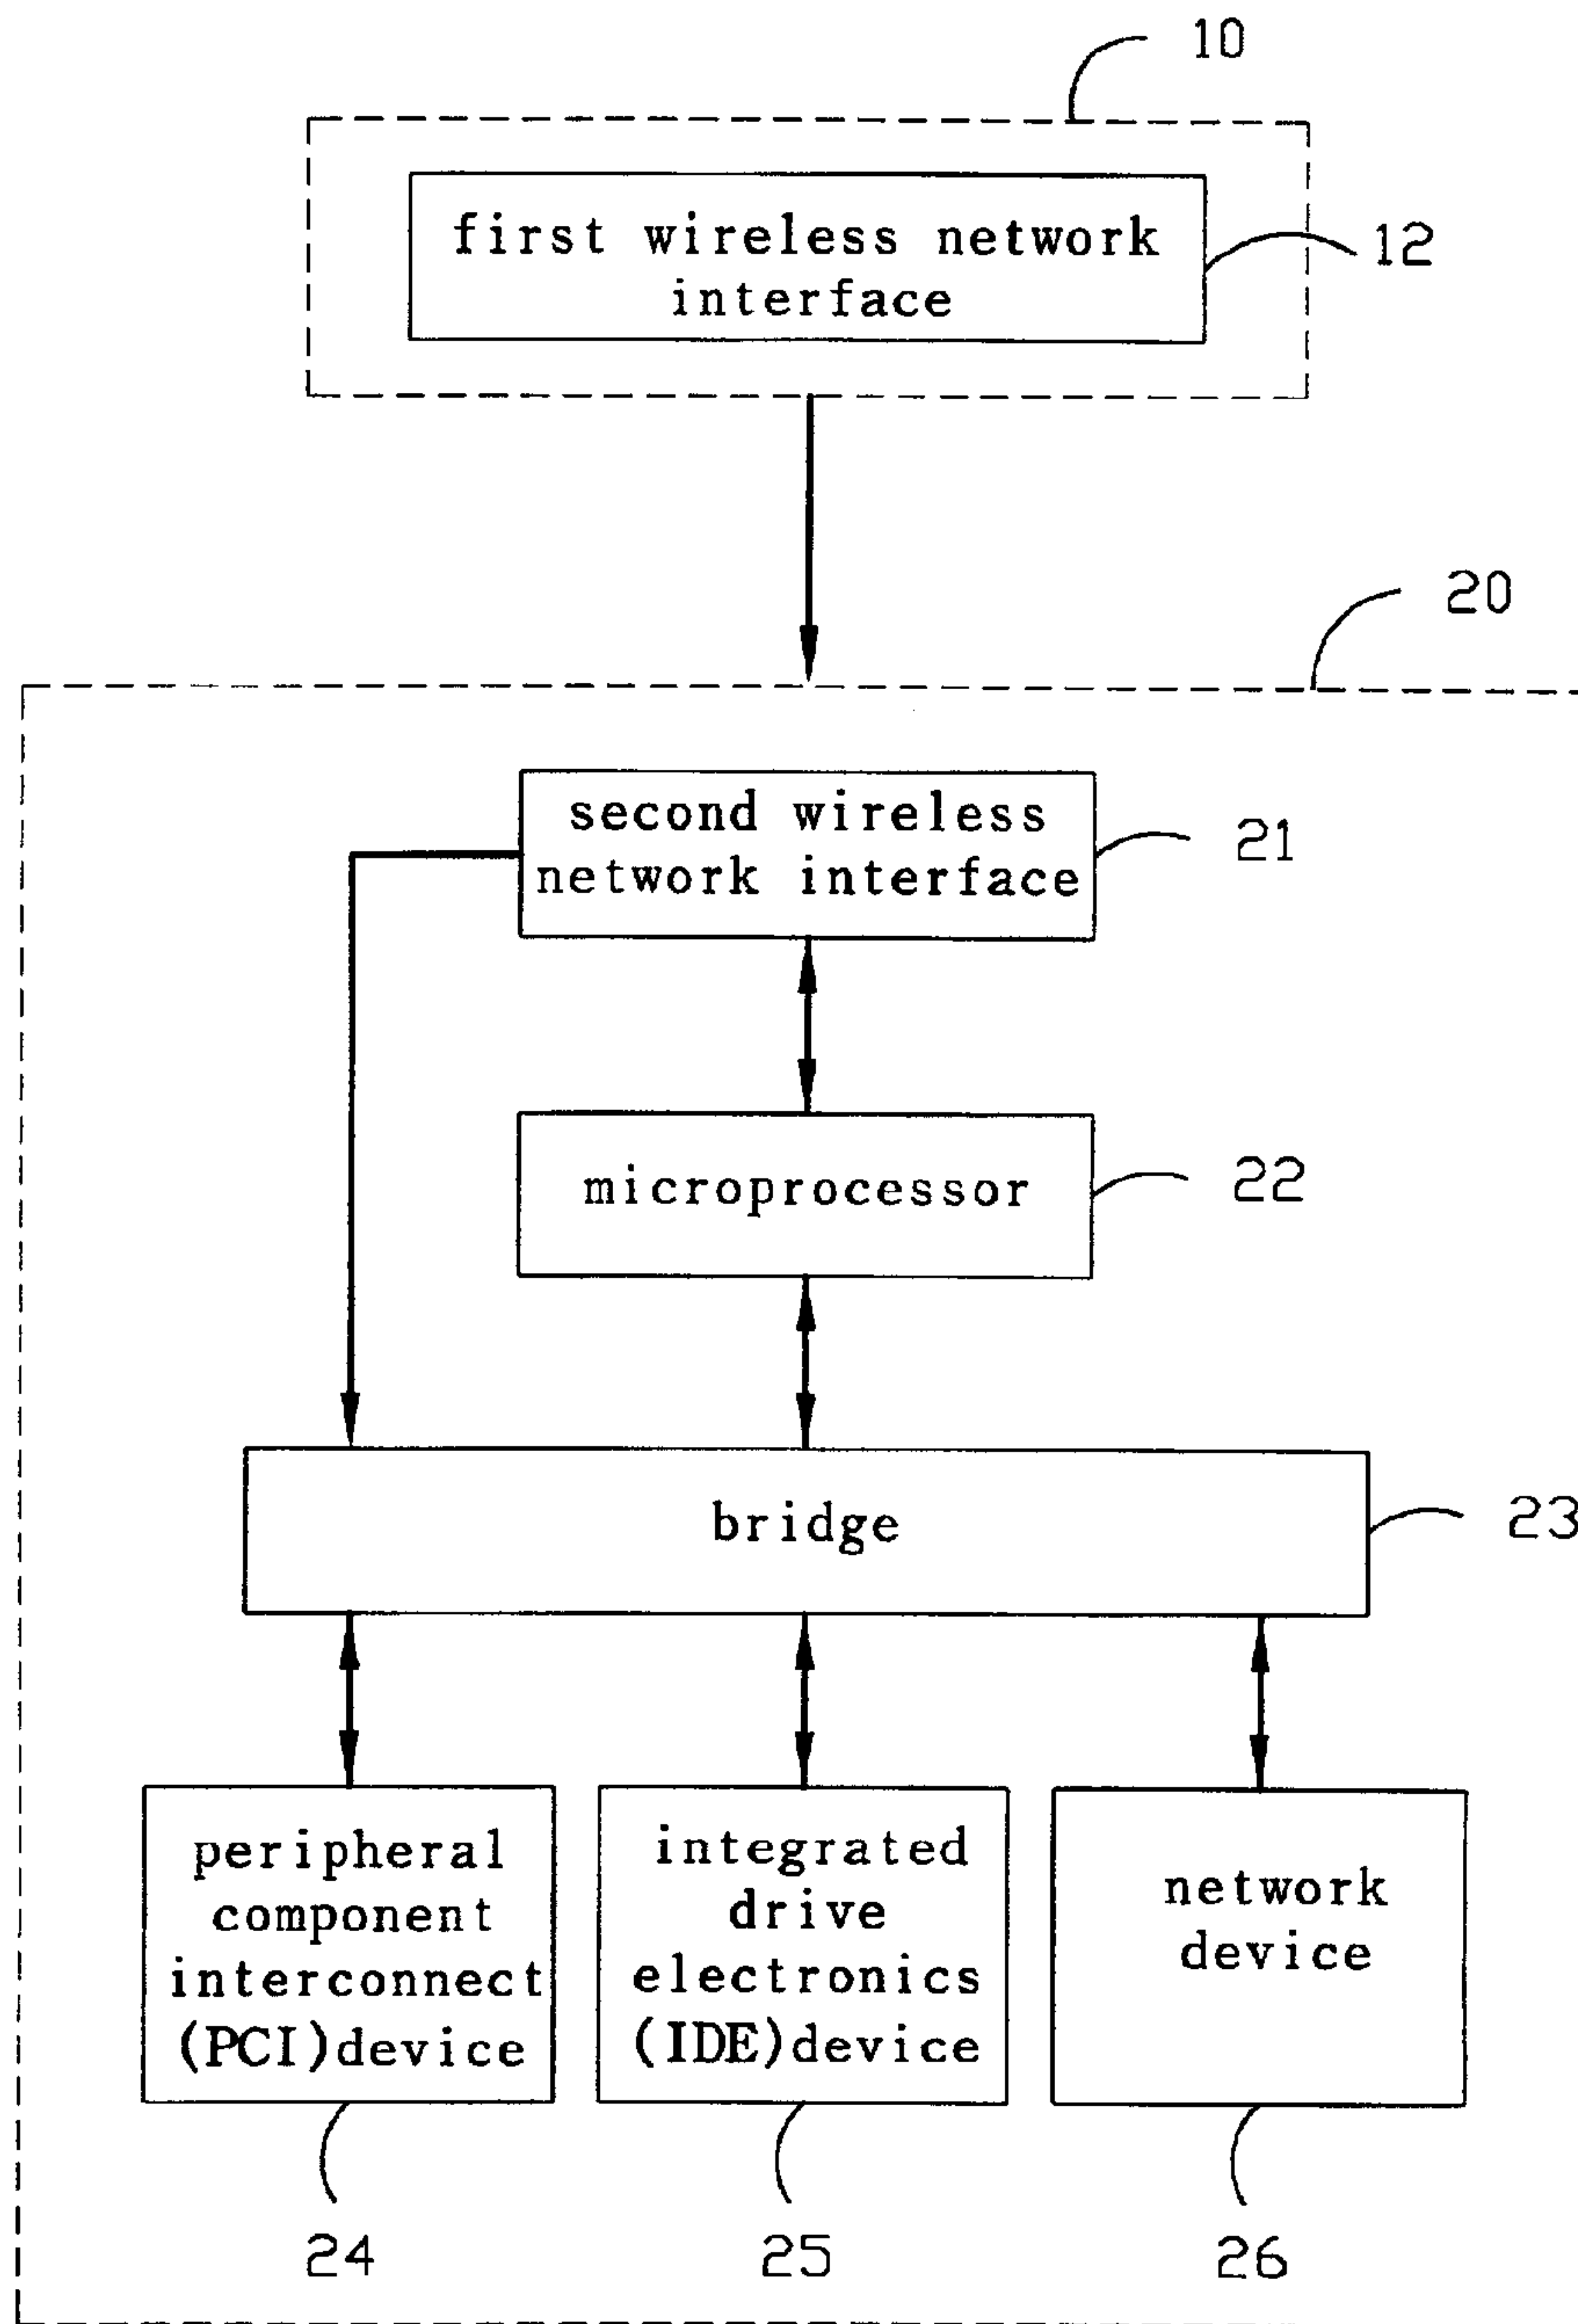 10
first wireless network
interface
12
20
second wireless
network interface
21
microprocessor
22
bridge
23
peripheral
component
interconnect
(PCI)device
integrated
drive
electronics
(IDE)device
network
device
24
25
26